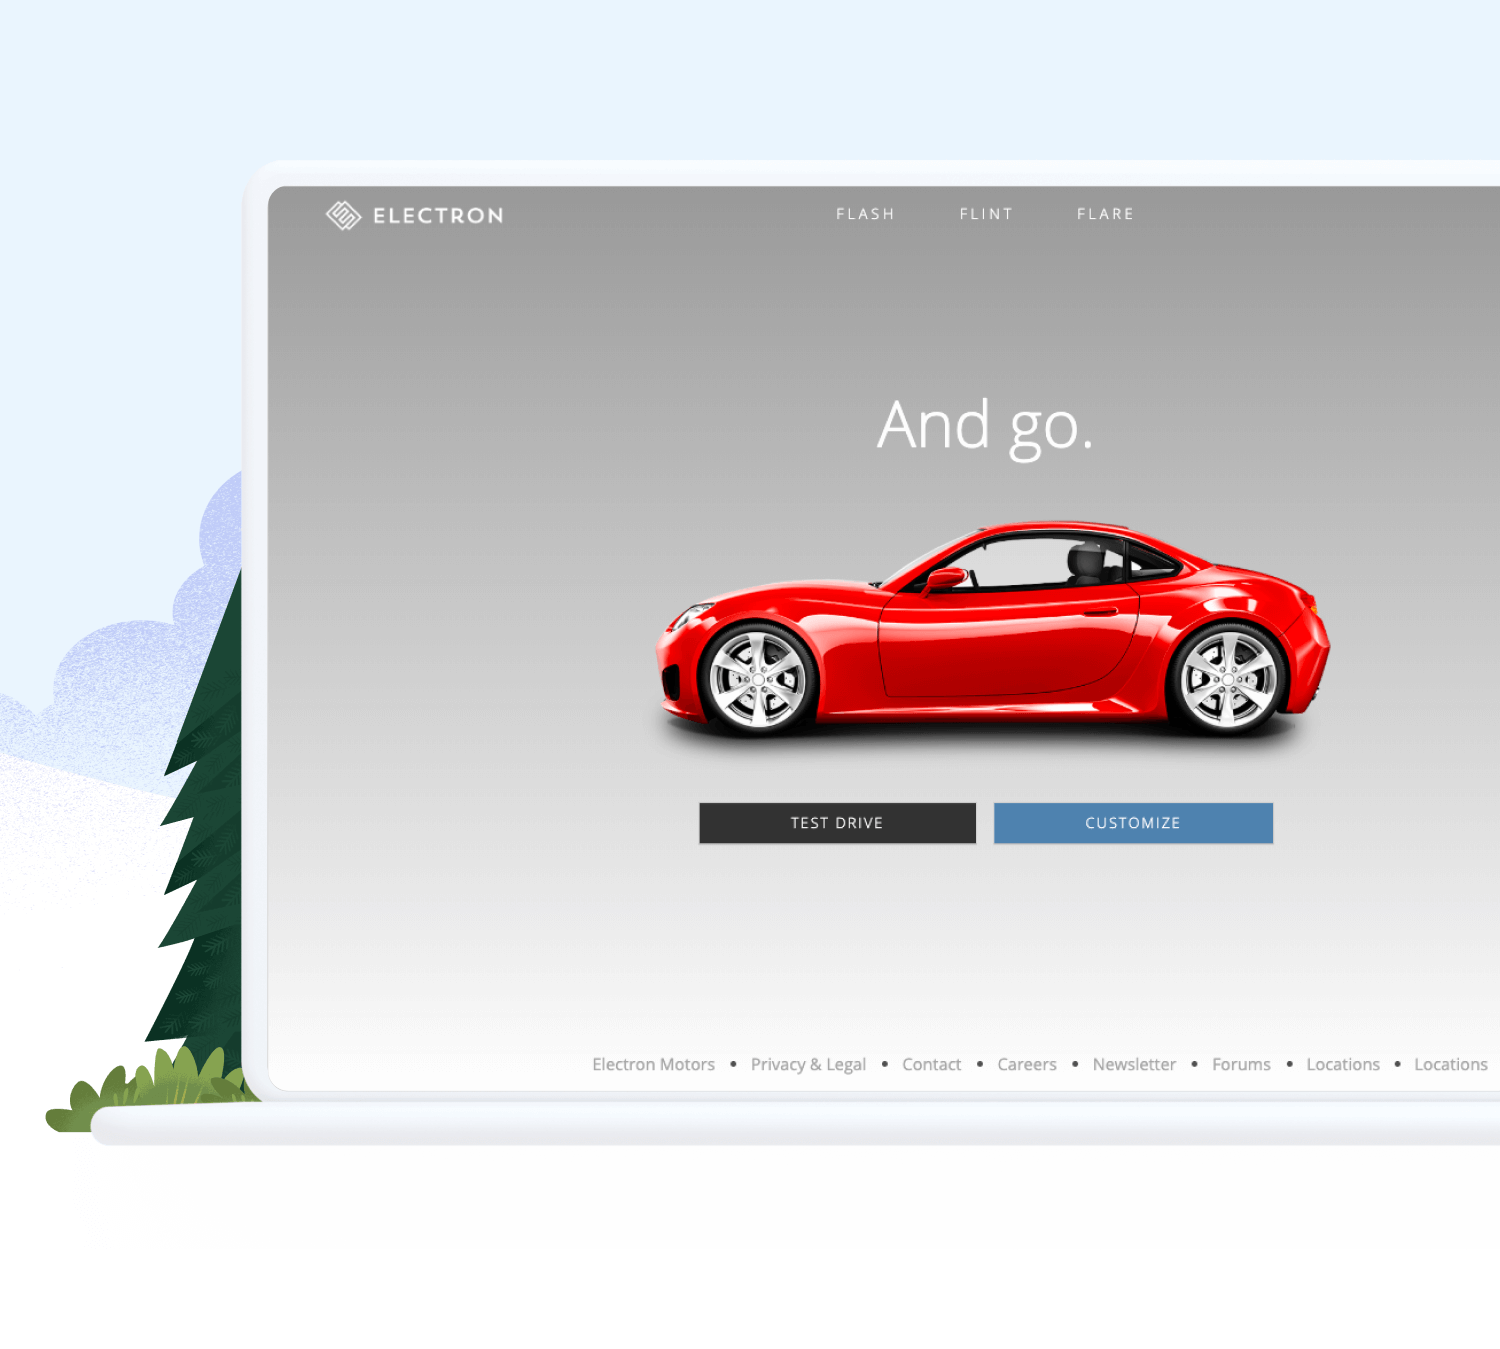 ELECTRON
FLASH FLINT FLARE
And go.
TEST DRIVE CUSTOMIZE
Electron Motors • Privacy & Legal • Contact • Careers • Newsletter • Forums • Locations • Locations